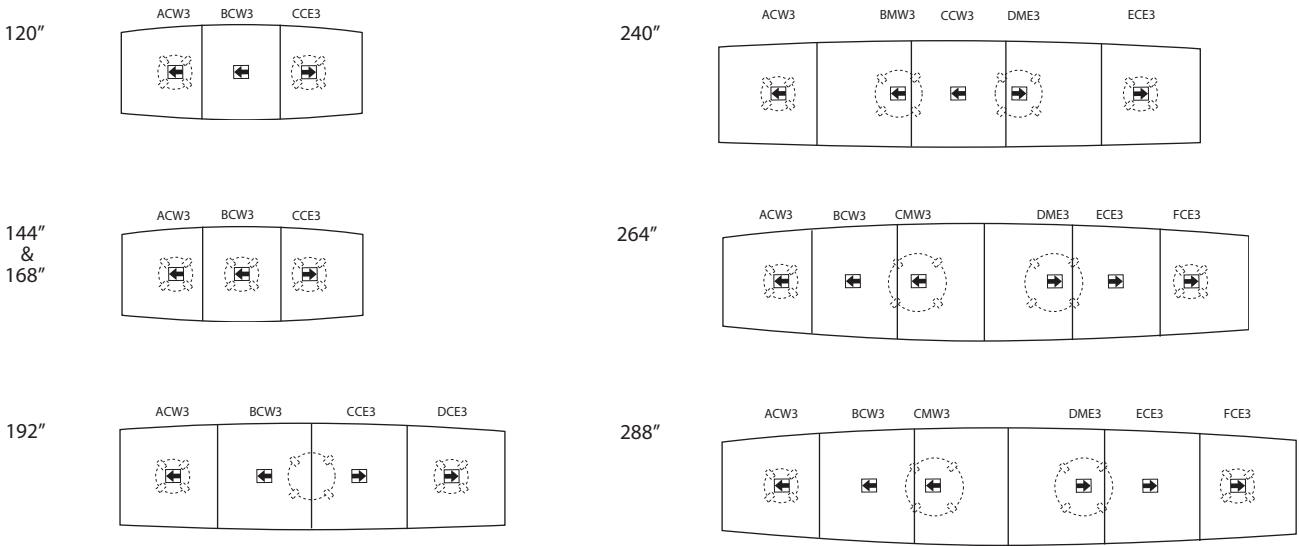 120”
ACW3 BCW3 CCE3
144”
&
168”
ACW3 BCW3 CCE3
192”
ACW3 BCW3 CCE3 DCE3
240”
ACW3 BMW3 CCW3 DME3 ECE3
264”
ACW3 BCW3 CMW3 DME3 ECE3 FCE3
288”
ACW3 BCW3 CMW3 DME3 ECE3 FCE3